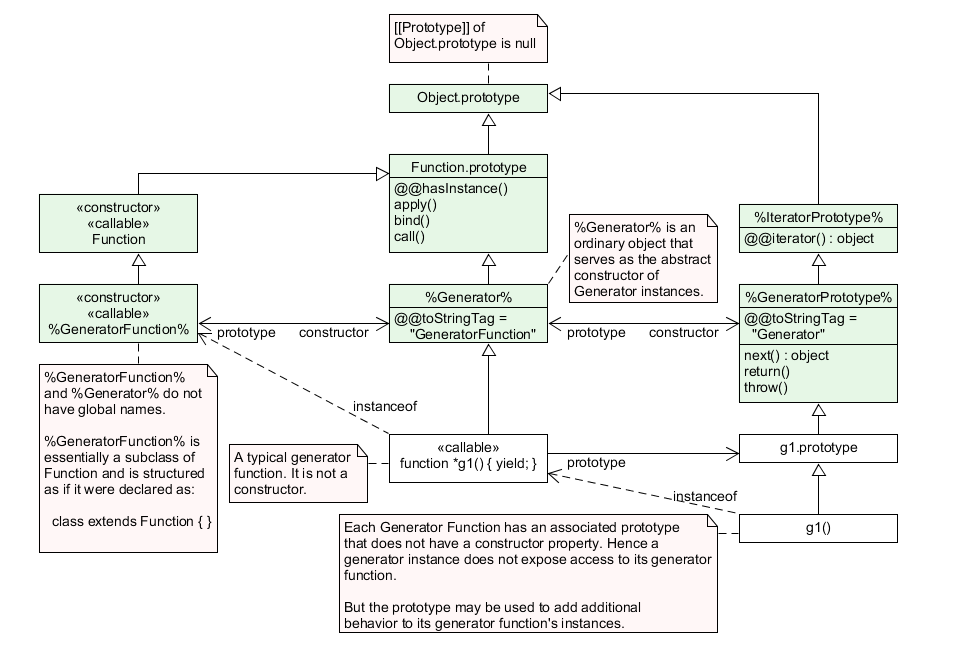 [[Prototype]] of
Object.prototype is null
Object.prototype
Function.prototype
@@hasInstance()
apply()
bind()
call()
«constructor»
«callable»
Function
%IteratorPrototype%
@@iterator() : object
%Generator% is an
ordinary object that
serves as the abstract
constructor of
Generator instances.
«constructor»
«callable»
%GeneratorFunction%
prototype
constructor
%Generator%
@@toStringTag =
"GeneratorFunction"
prototype
constructor
%GeneratorPrototype%
@@toStringTag =
"Generator"
next() : object
return()
throw()
%GeneratorFunction%
and %Generator% do not
have global names.
%GeneratorFunction% is
essentially a subclass of
Function and is structured
as if it were declared as:
class extends Function { }
instanceof
A typical generator
function. It is not a
constructor.
«callable»
function *g1() { yield; }
prototype
g1.prototype
instanceof
g1()
Each Generator Function has an associated prototype
that does not have a constructor property. Hence a
generator instance does not expose access to its generator
function.
But the prototype may be used to add additional
behavior to its generator function's instances.